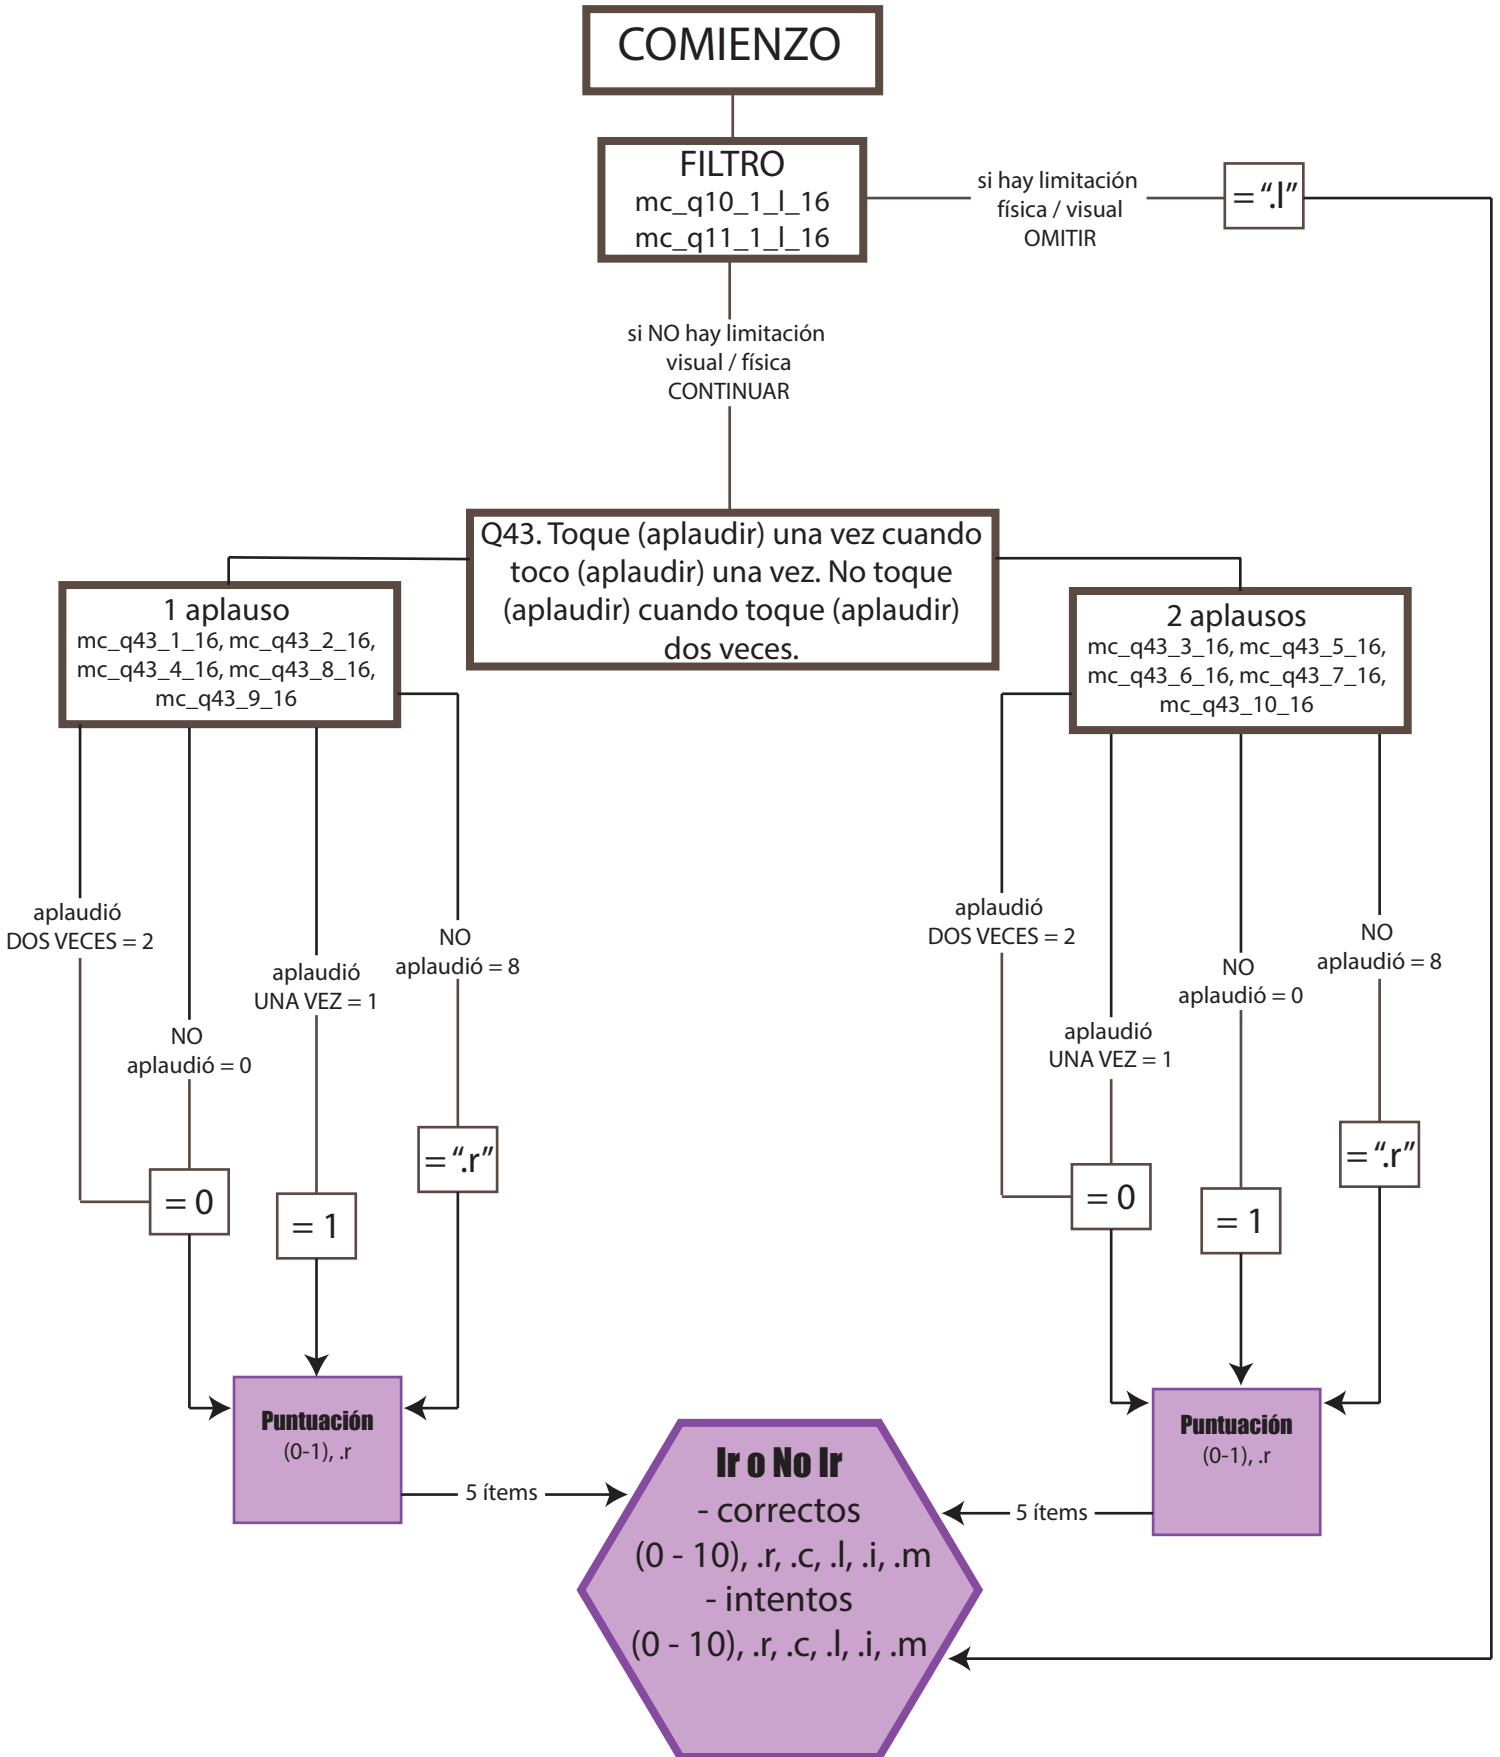 COMIENZO
FILTRO
mc_q10_1_l_16
mc_q11_1_l_16
si hay limitación
física / visual
OMITIR
= “.l”
si NO hay limitación
visual / física
CONTINUAR
Q43. Toque (aplaudir) una vez cuando
toco (aplaudir) una vez. No toque
(aplaudir) cuando toque (aplaudir)
dos veces.
1 aplauso
mc_q43_1_16, mc_q43_2_16,
mc_q43_4_16, mc_q43_8_16,
mc_q43_9_16
2 aplausos
mc_q43_3_16, mc_q43_5_16,
mc_q43_6_16, mc_q43_7_16,
mc_q43_10_16
aplaudió
DOS VECES = 2
NO
aplaudió = 0
aplaudió
UNA VEZ = 1
NO
aplaudió = 8
= 0
= 1
= “.r”
aplaudió
DOS VECES = 2
aplaudió
UNA VEZ = 1
NO
aplaudió = 0
NO
aplaudió = 8
= 0
= 1
= “.r”
Puntuación
(0-1), .r
5 ítems
Puntuación
(0-1), .r
5 ítems
Ir o No Ir
- correctos
(0 - 10), .r, .c, .l, .i, .m
- intentos
(0 - 10), .r, .c, .l, .i, .m